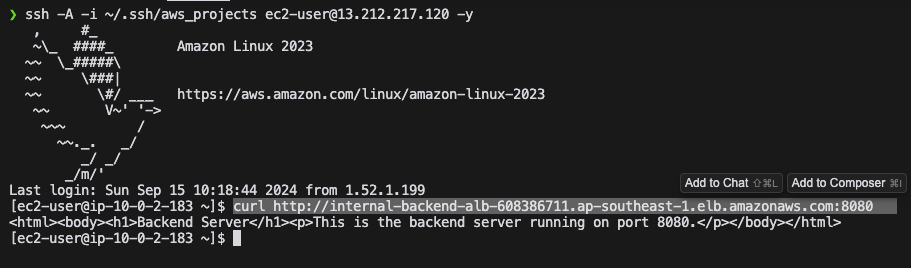 ❯ ssh -A -i ~/.ssh/aws_projects ec2-user@13.212.217.120 -y
   ,     #_
   ~\_  ####_        Amazon Linux 2023
  ~~  \_#####\
  ~~     \###|
  ~~       \#/ ___   https://aws.amazon.com/linux/amazon-linux-2023
   ~~       V~' '->
    ~~~         /
      ~~._.   _/
         _/ _/
       _/m/'
Last login: Sun Sep 15 10:18:44 2024 from 1.52.1.199
Add to Chat ⇧⌘L Add to Composer ⌘I
[ec2-user@ip-10-0-2-183 ~]$ curl http://internal-backend-alb-608386711.ap-southeast-1.elb.amazonaws.com:8080
<html><body><h1>Backend Server</h1><p>This is the backend server running on port 8080.</p></body></html>
[ec2-user@ip-10-0-2-183 ~]$